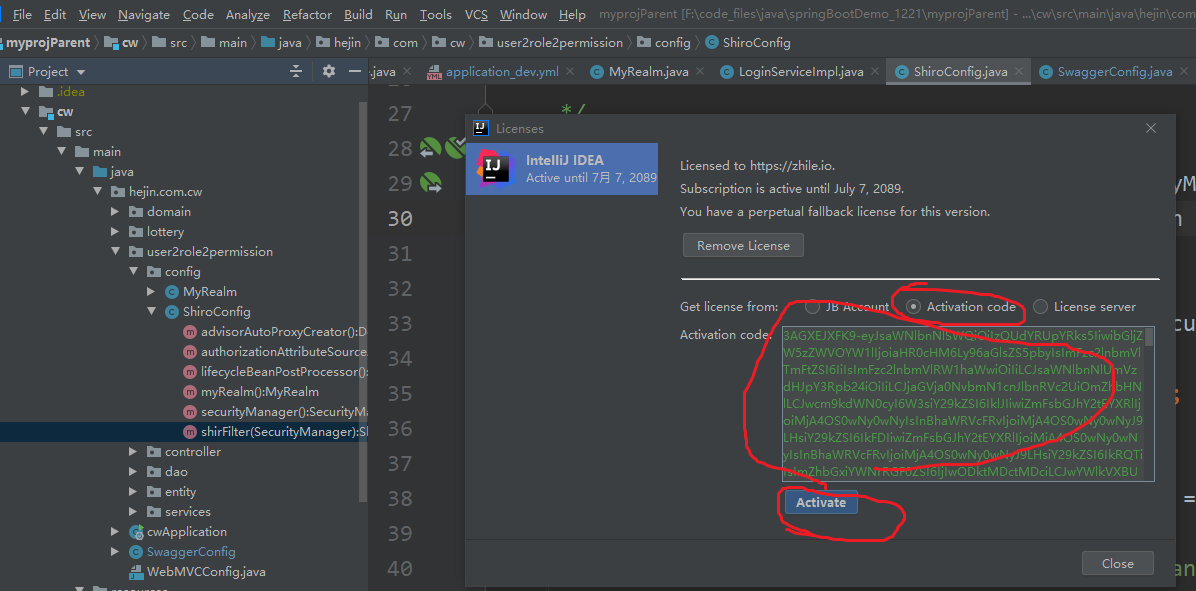 File Edit View Navigate Code Analyze Refactor Build Run Tools VCS Window Help myprojParent [F:\code_files\java\springBootDemo_1221\myprojParent] - ...\cw\src\main\java\hejin\com
myprojParent cw src main java hejin com cw user2role2permission config ShiroConfig
Project .java application_dev.yml MyRealm.java LoginServiceImpl.java ShiroConfig.java SwaggerConfig.java
.idea
cw
src
main
java
hejin.com.cw
domain
lottery
user2role2permission
config
MyRealm
ShiroConfig
advisorAutoProxyCreator():D
authorizationAttributeSource
lifecycleBeanPostProcessor():
myRealm():MyRealm
securityManager():SecurityMa
shirFilter(SecurityManager):Sh
controller
dao
entity
services
cwApplication
SwaggerConfig
WebMVCConfig.java
27 */
28
29
30
31
32
33
34
35
36
37
38
39
40
Licenses
IntelliJ IDEA
Active until 7月 7, 2089
Licensed to https://zhile.io.
Subscription is active until July 7, 2089.
You have a perpetual fallback license for this version.
Remove License
Get license from: JB Account Activation code License server
Activation code:
Activate
Close